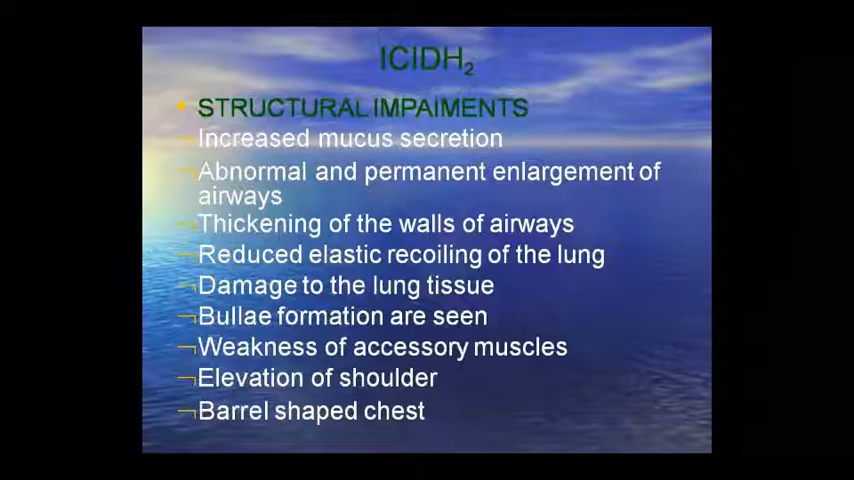 ICIDH₂
• STRUCTURAL IMPAIMENTS
Increased mucus secretion
Abnormal and permanent enlargement of
airways
¬Thickening of the walls of airways
¬Reduced elastic recoiling of the lung
¬Damage to the lung tissue
¬Bullae formation are seen
¬Weakness of accessory muscles
¬Elevation of shoulder
¬Barrel shaped chest